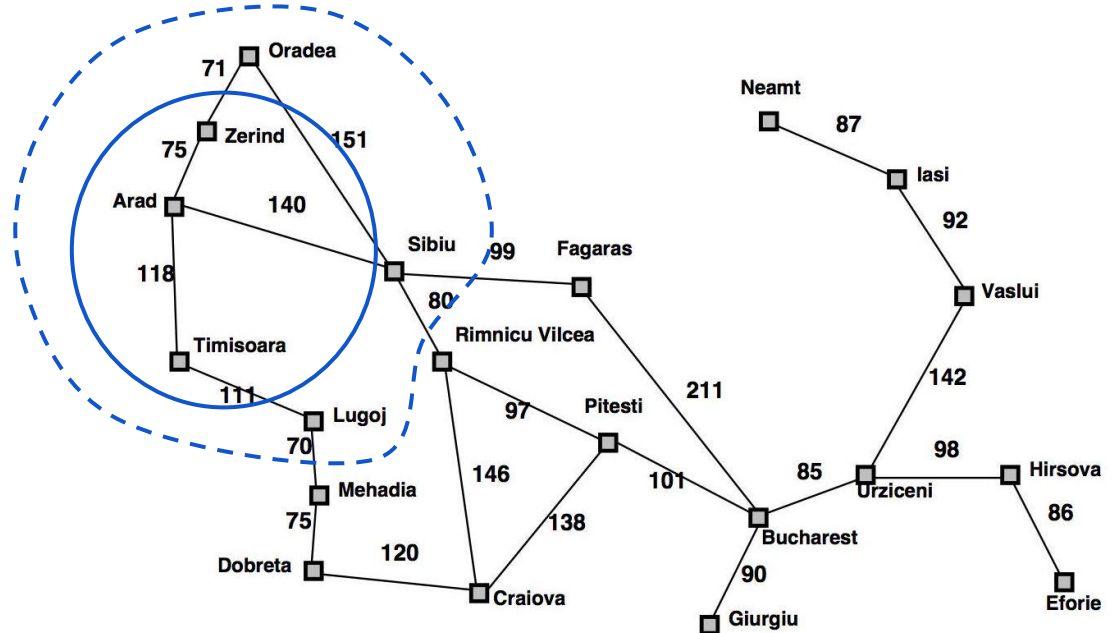 Oradea
71
Neamt
87
Zerind
151
75
Iasi
Arad
140
92
Sibiu
99
Fagaras
118
Vaslui
80
Rimnicu Vilcea
Timisoara
142
111
211
Pitesti
97
Lugoj
70
98
Hirsova
146
101
85
Urziceni
Mehadia
75
138
86
Bucharest
120
Dobreta
90
Craiova
Eforie
Giurgiu